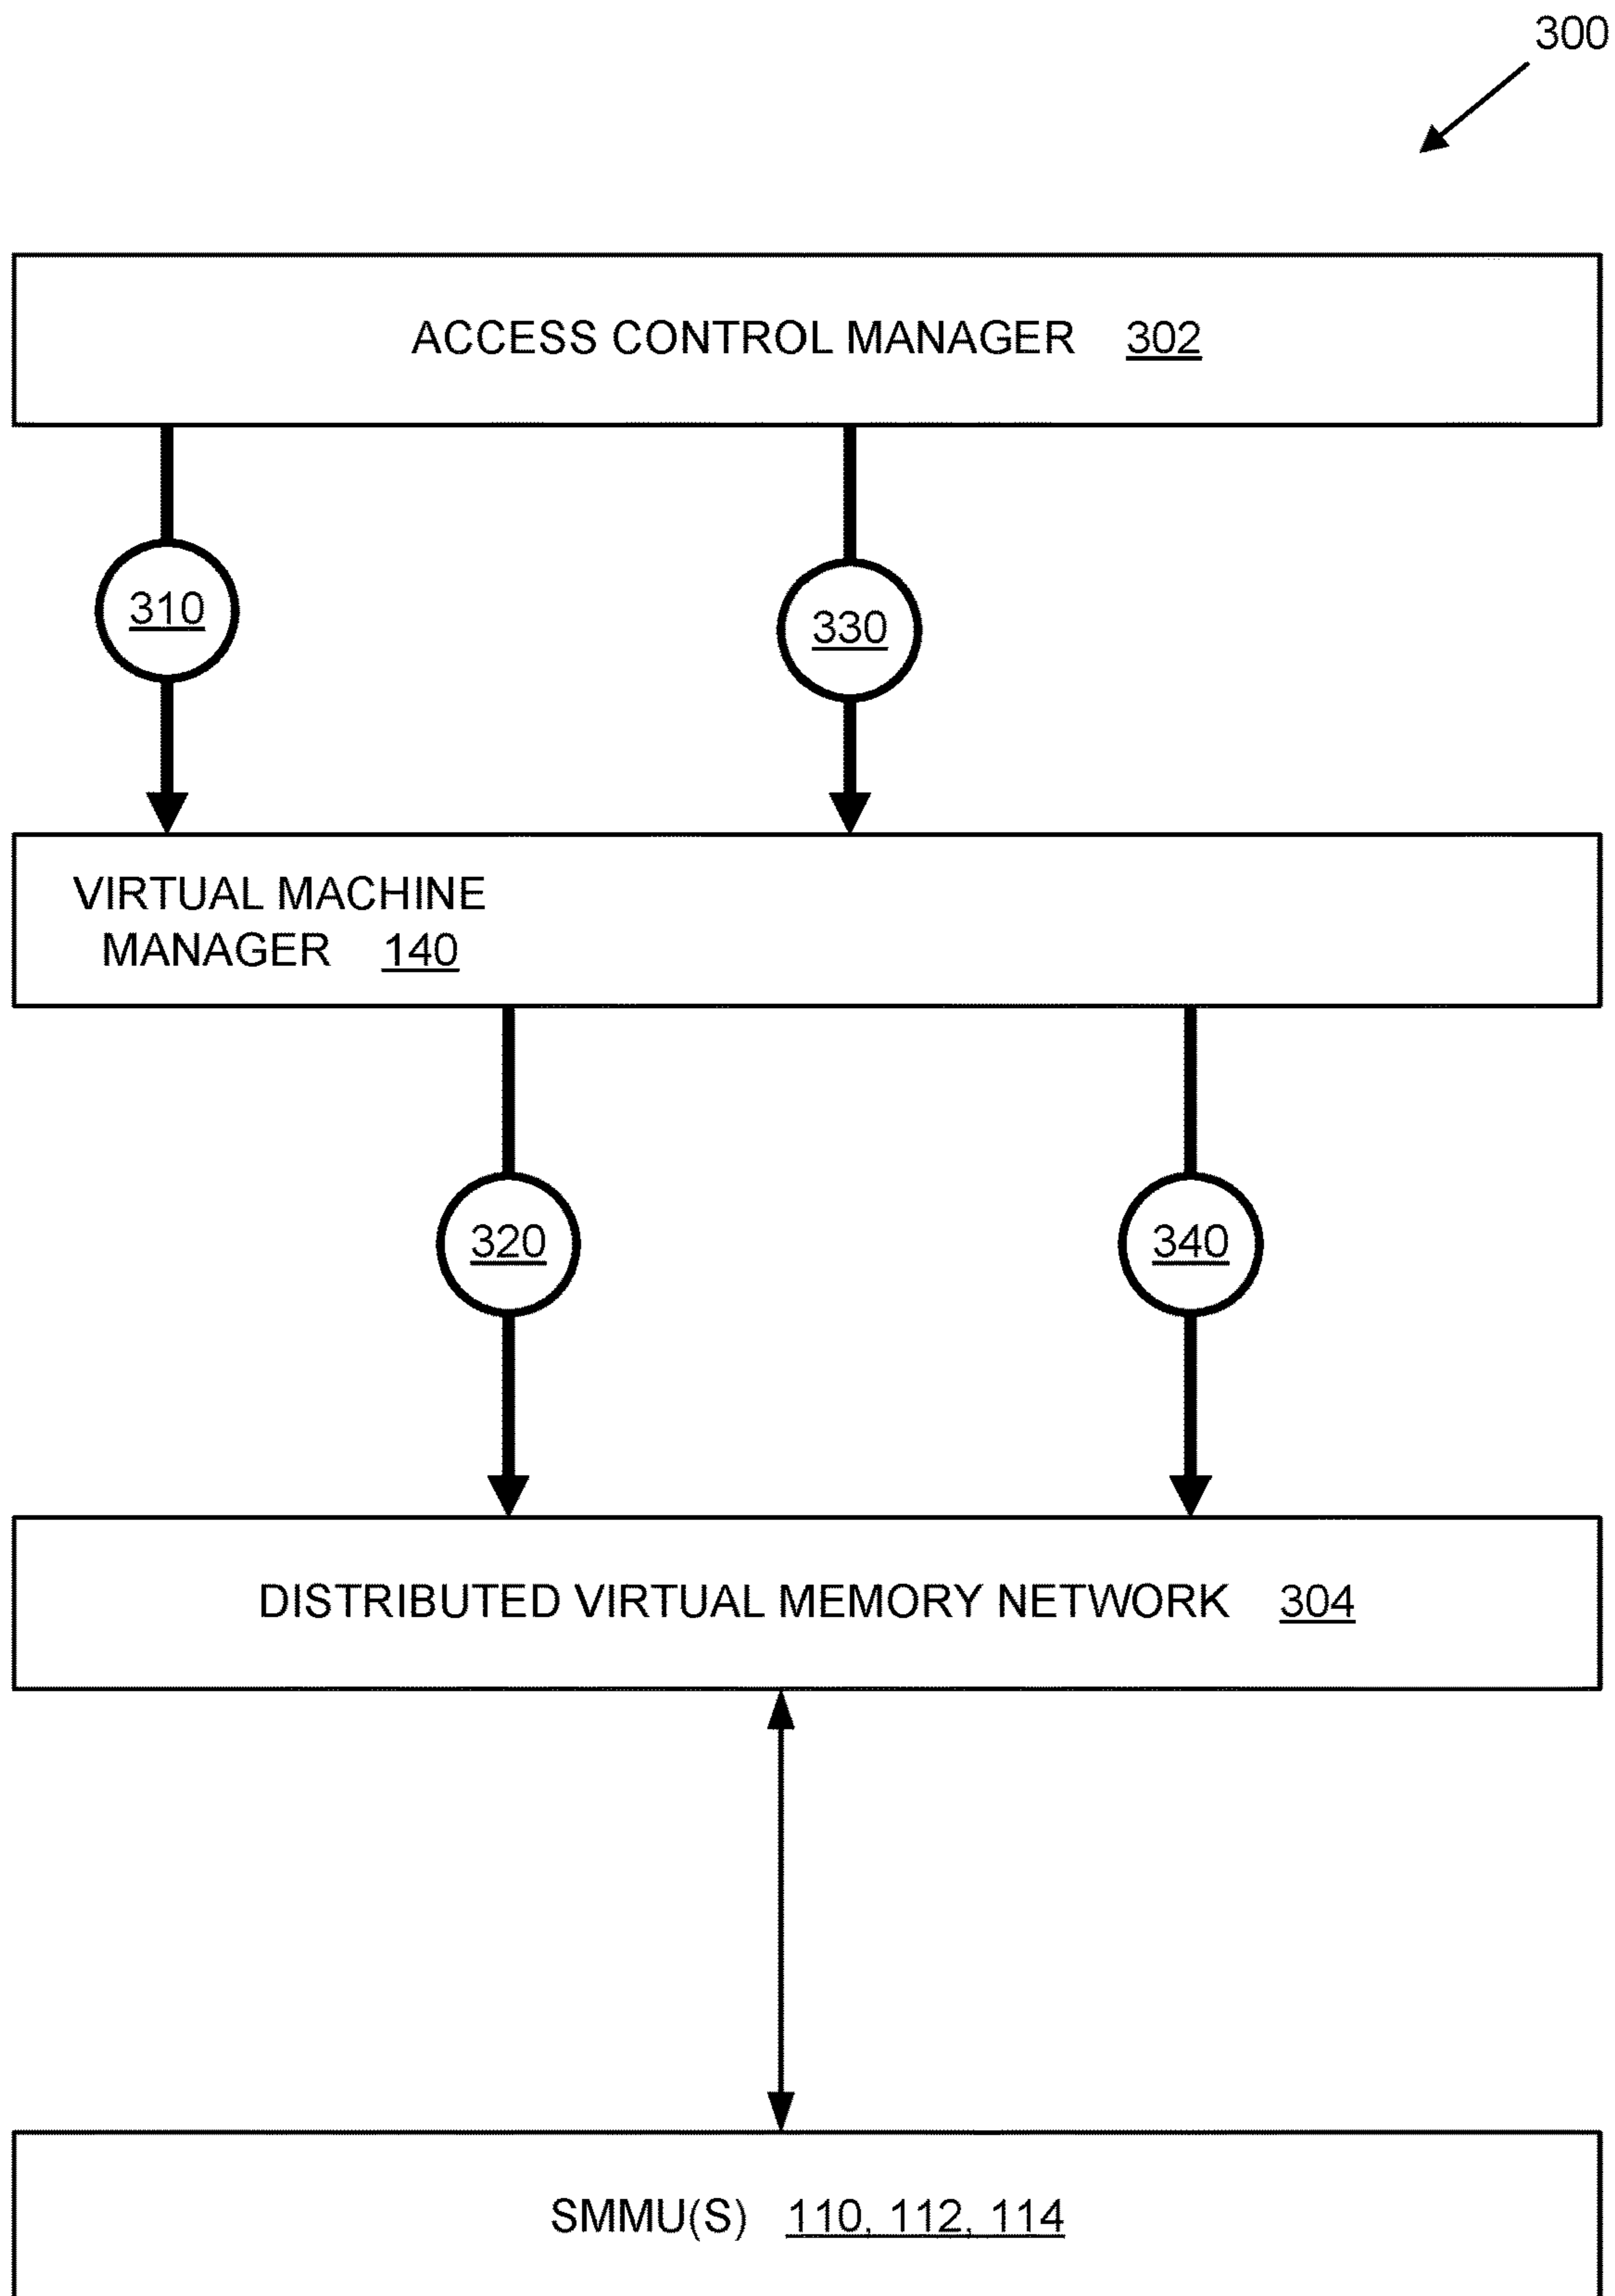 300
ACCESS CONTROL MANAGER 302
310
330
VIRTUAL MACHINE
MANAGER 140
320
340
DISTRIBUTED VIRTUAL MEMORY NETWORK 304
SMMU(S) 110, 112, 114